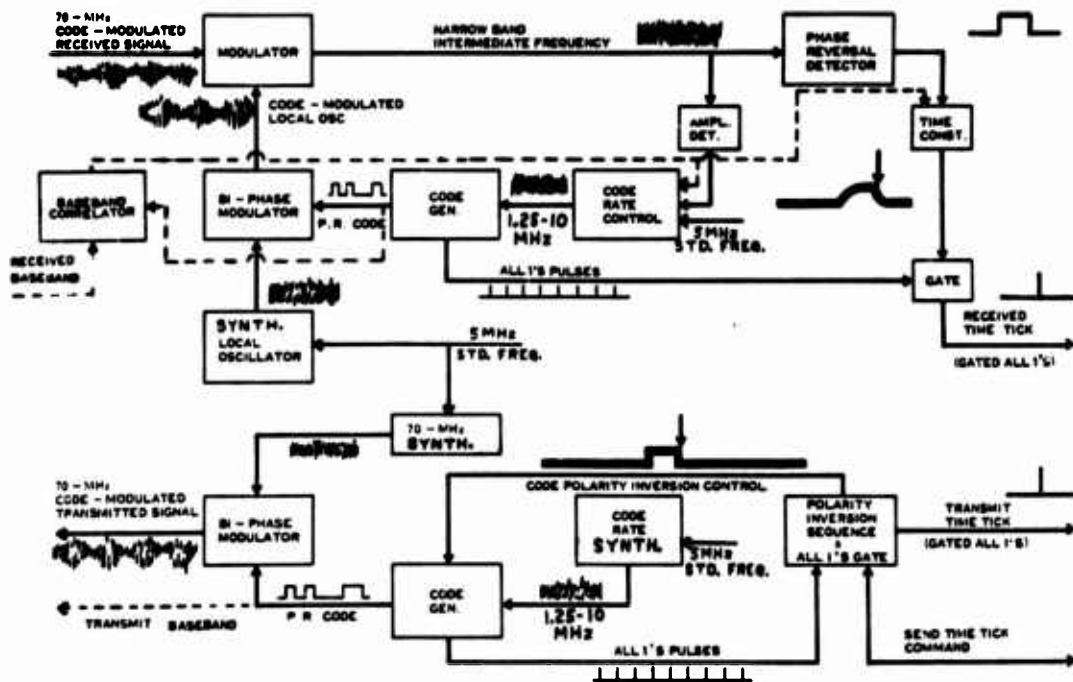 70 - MHz
CODE - MODULATED
RECEIVED SIGNAL
MODULATOR
NARROW BAND
INTERMEDIATE FREQUENCY
PHASE
REVERSAL
DETECTOR
CODE - MODULATED
LOCAL OSC
AMPL.
DET.
TIME
CONST.
BASEBAND
CORRELATOR
BI - PHASE
MODULATOR
P.R. CODE
CODE
GEN.
1.25-10
MHz
CODE
RATE
CONTROL
5MHz
STD. FREQ.
RECEIVED
BASEBAND
ALL 1'S PULSES
GATE
RECEIVED
TIME TICK
(GATED ALL 1'S)
SYNTH.
LOCAL
OSCILLATOR
5MHz
STD. FREQ.
70 - MHz
SYNTH.
CODE POLARITY INVERSION CONTROL
70 - MHz
CODE - MODULATED
TRANSMITTED SIGNAL
BI - PHASE
MODULATOR
CODE
RATE
SYNTH.
5MHz
STD. FREQ.
POLARITY
INVERSION
SEQUENCE
&
ALL 1'S GATE
TRANSMIT
TIME TICK
(GATED ALL 1'S)
P R CODE
CODE
GEN.
1.25-10
MHz
TRANSMIT BASEBAND
ALL 1'S PULSES
SEND TIME TICK
COMMAND